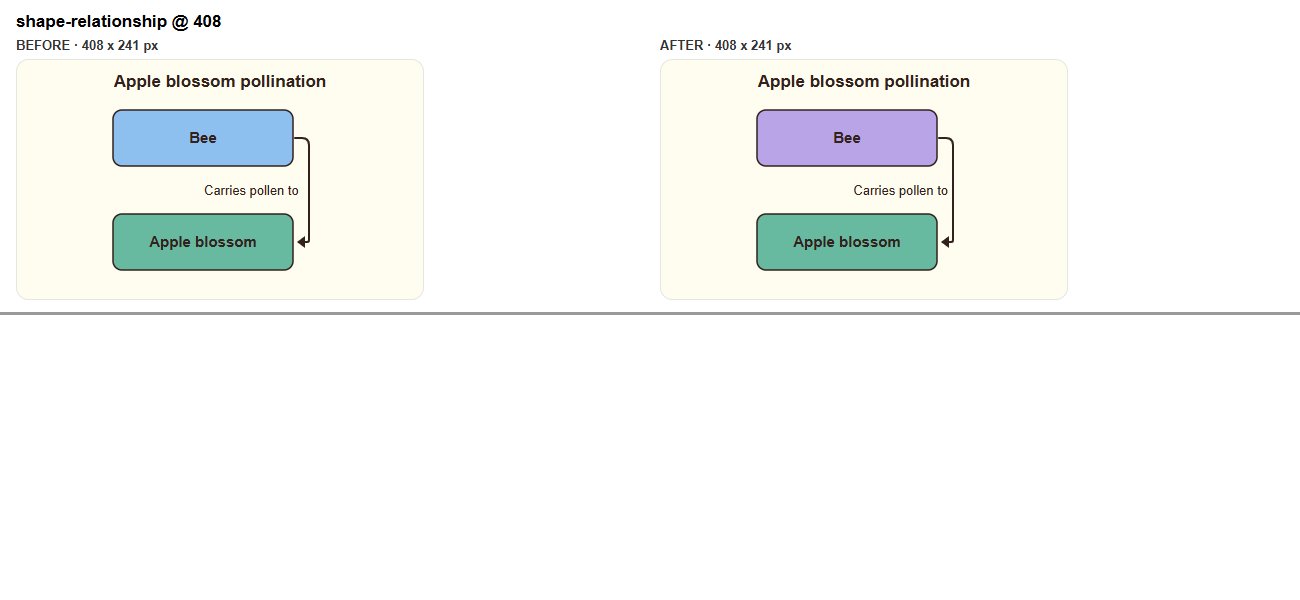 shape-relationship @ 408
BEFORE · 408 x 241 px
Apple blossom pollination
Bee
Carries pollen to
Apple blossom
AFTER · 408 x 241 px
Apple blossom pollination
Bee
Carries pollen to
Apple blossom